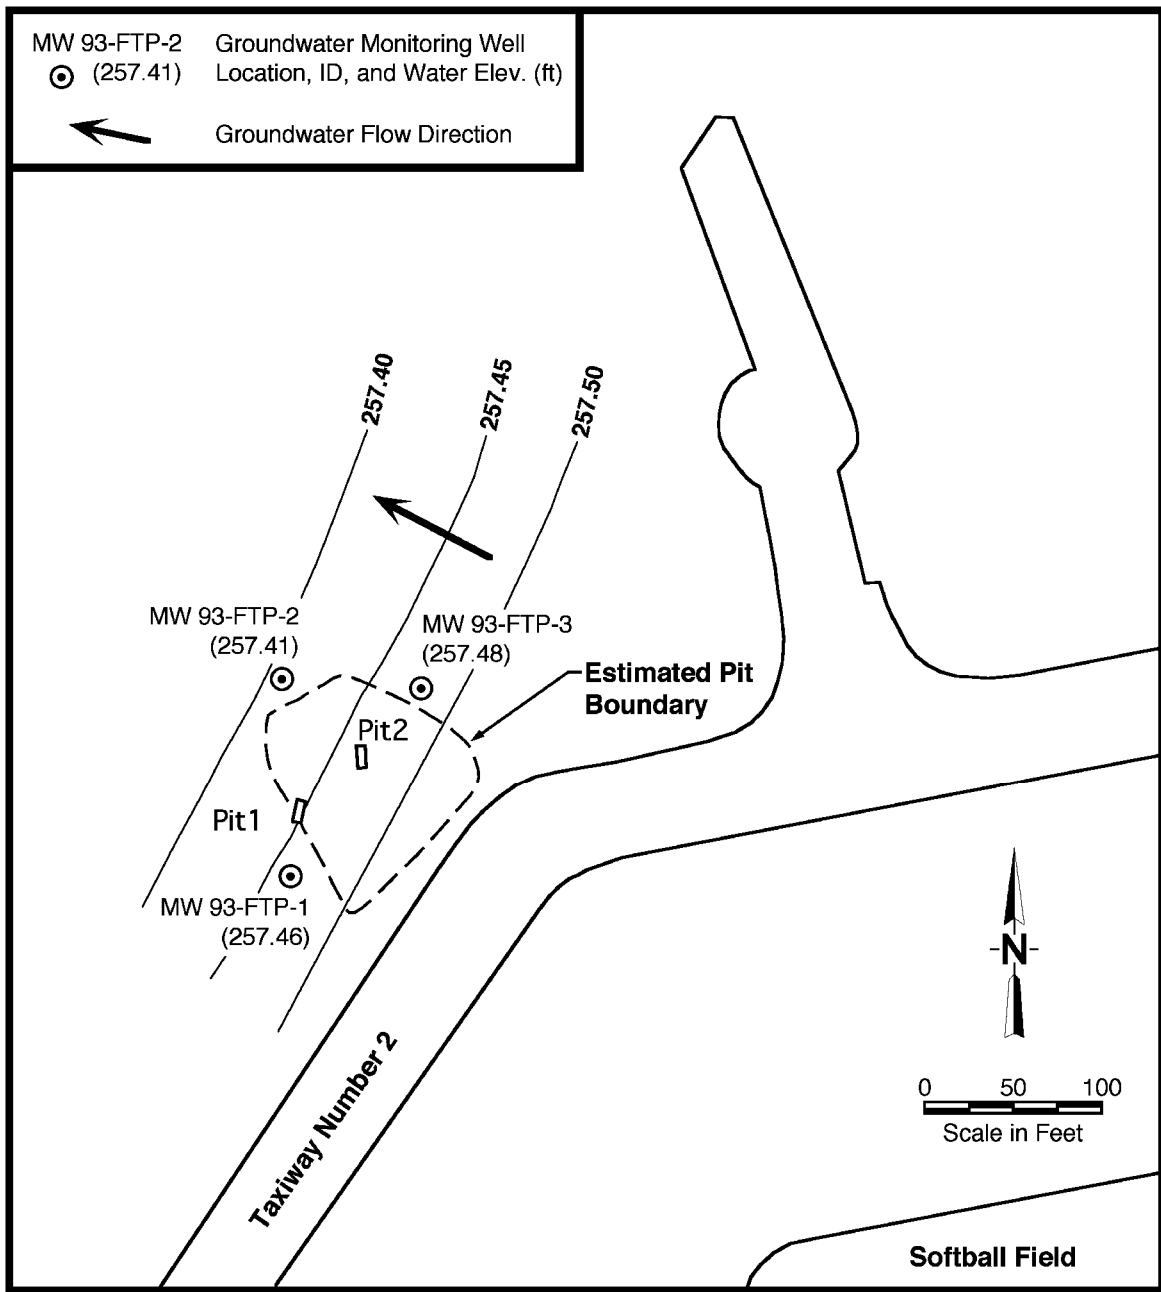 MW 93-FTP-2 Groundwater Monitoring Well
(257.41) Location, ID, and Water Elev. (ft)
Groundwater Flow Direction
257.40
257.45
257.50
MW 93-FTP-2
(257.41)
MW 93-FTP-3
(257.48)
Estimated Pit
Boundary
Pit2
Pit1
MW 93-FTP-1
(257.46)
N
0 50 100
Scale in Feet
Taxiway Number 2
Softball Field